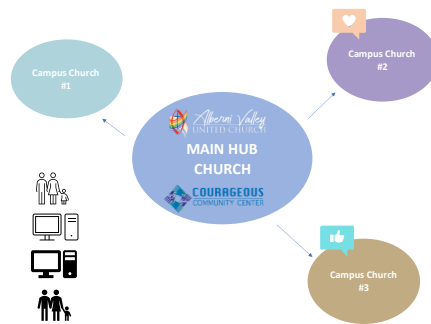 Campus Church
#1
Campus Church
#2
Alberni Valley
UNITED CHURCH
MAIN HUB
CHURCH
COURAGEOUS
COMMUNITY CENTER
Campus Church
#3